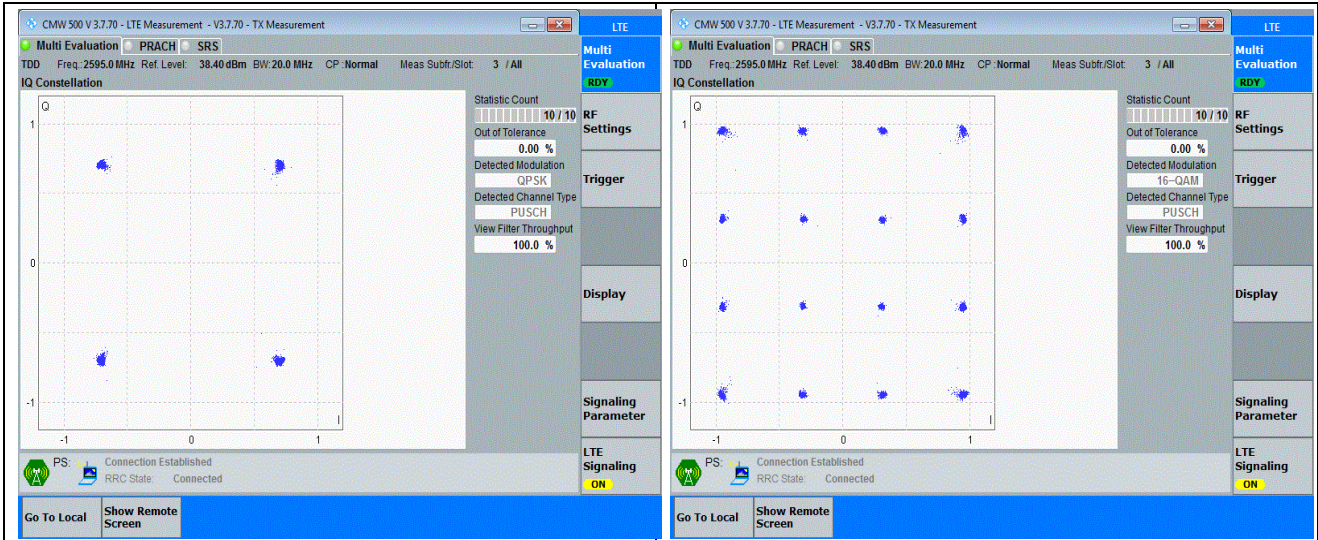 CMW 500 V 3.7.70 - LTE Measurement - V3.7.70 - TX Measurement
LTE
Multi Evaluation PRACH SRS
Multi
Evaluation
RDY
TDD Freq.:2595.0 MHz Ref. Level: 38.40 dBm BW:20.0 MHz CP :Normal Meas Subfr./Slot: 3 / All
IQ Constellation
Q
1
0
-1
-1
0
1
I
Statistic Count
10 / 10
Out of Tolerance
0.00 %
Detected Modulation
QPSK
Detected Channel Type
PUSCH
View Filter Throughput
100.0 %
RF
Settings
Trigger
Display
Signaling
Parameter
LTE
Signaling
ON
PS:
Connection Established
RRC State: Connected
Go To Local
Show Remote
Screen
CMW 500 V 3.7.70 - LTE Measurement - V3.7.70 - TX Measurement
LTE
Multi Evaluation PRACH SRS
Multi
Evaluation
RDY
TDD Freq.:2595.0 MHz Ref. Level: 38.40 dBm BW:20.0 MHz CP :Normal Meas Subfr./Slot: 3 / All
IQ Constellation
Q
1
0
-1
-1
0
1
I
Statistic Count
10 / 10
Out of Tolerance
0.00 %
Detected Modulation
16-QAM
Detected Channel Type
PUSCH
View Filter Throughput
100.0 %
RF
Settings
Trigger
Display
Signaling
Parameter
LTE
Signaling
ON
PS:
Connection Established
RRC State: Connected
Go To Local
Show Remote
Screen